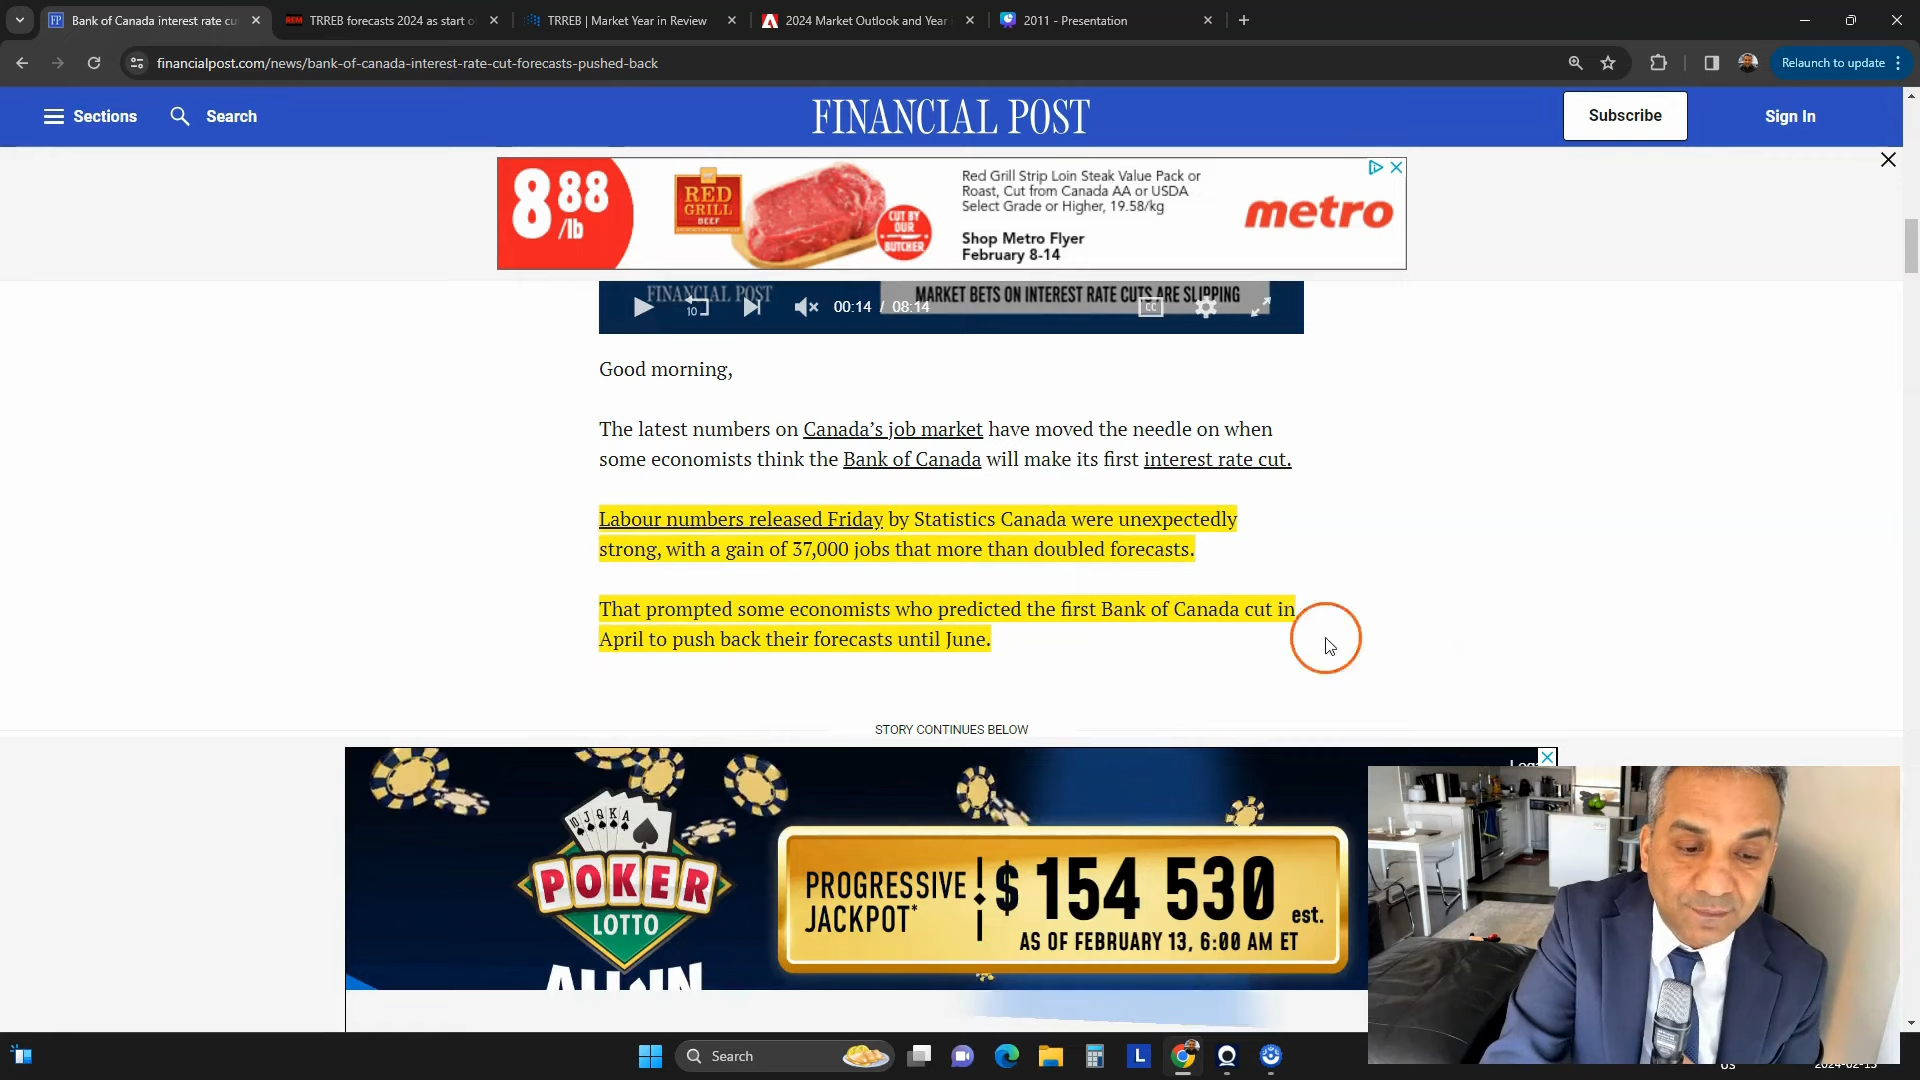 Bank of Canada interest rate cu
TRREB forecasts 2024 as start o
TRREB | Market Year in Review
2024 Market Outlook and Year
2011 - Presentation
financialpost.com/news/bank-of-canada-interest-rate-cut-forecasts-pushed-back
Relaunch to update
Sections
Search
FINANCIAL POST
Subscribe
Sign In
8 88 /lb
RED GRILL BEEF
CUT BY OUR BUTCHER
Red Grill Strip Loin Steak Value Pack or
Roast, Cut from Canada AA or USDA
Select Grade or Higher, 19.58/kg
Shop Metro Flyer
February 8-14
metro
FINANCIAL POST
MARKET BETS ON INTEREST RATE CUTS ARE SLIPPING
10
00:14 / 08:14
CC
Good morning,
The latest numbers on Canada’s job market have moved the needle on when
some economists think the Bank of Canada will make its first interest rate cut.
Labour numbers released Friday by Statistics Canada were unexpectedly
strong, with a gain of 37,000 jobs that more than doubled forecasts.
That prompted some economists who predicted the first Bank of Canada cut in
April to push back their forecasts until June.
STORY CONTINUES BELOW
10 J Q K A
POKER
LOTTO
ALL IN
PROGRESSIVE
JACKPOT*
$ 154 530 est.
AS OF FEBRUARY 13, 6:00 AM ET
Search
L
US
2024-02-13